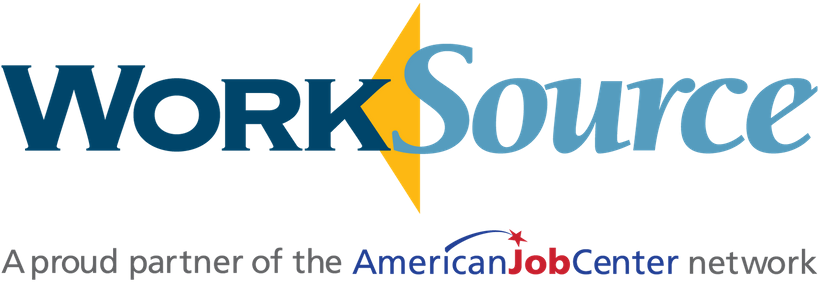 WorkSource
A proud partner of the AmericanJobCenter network